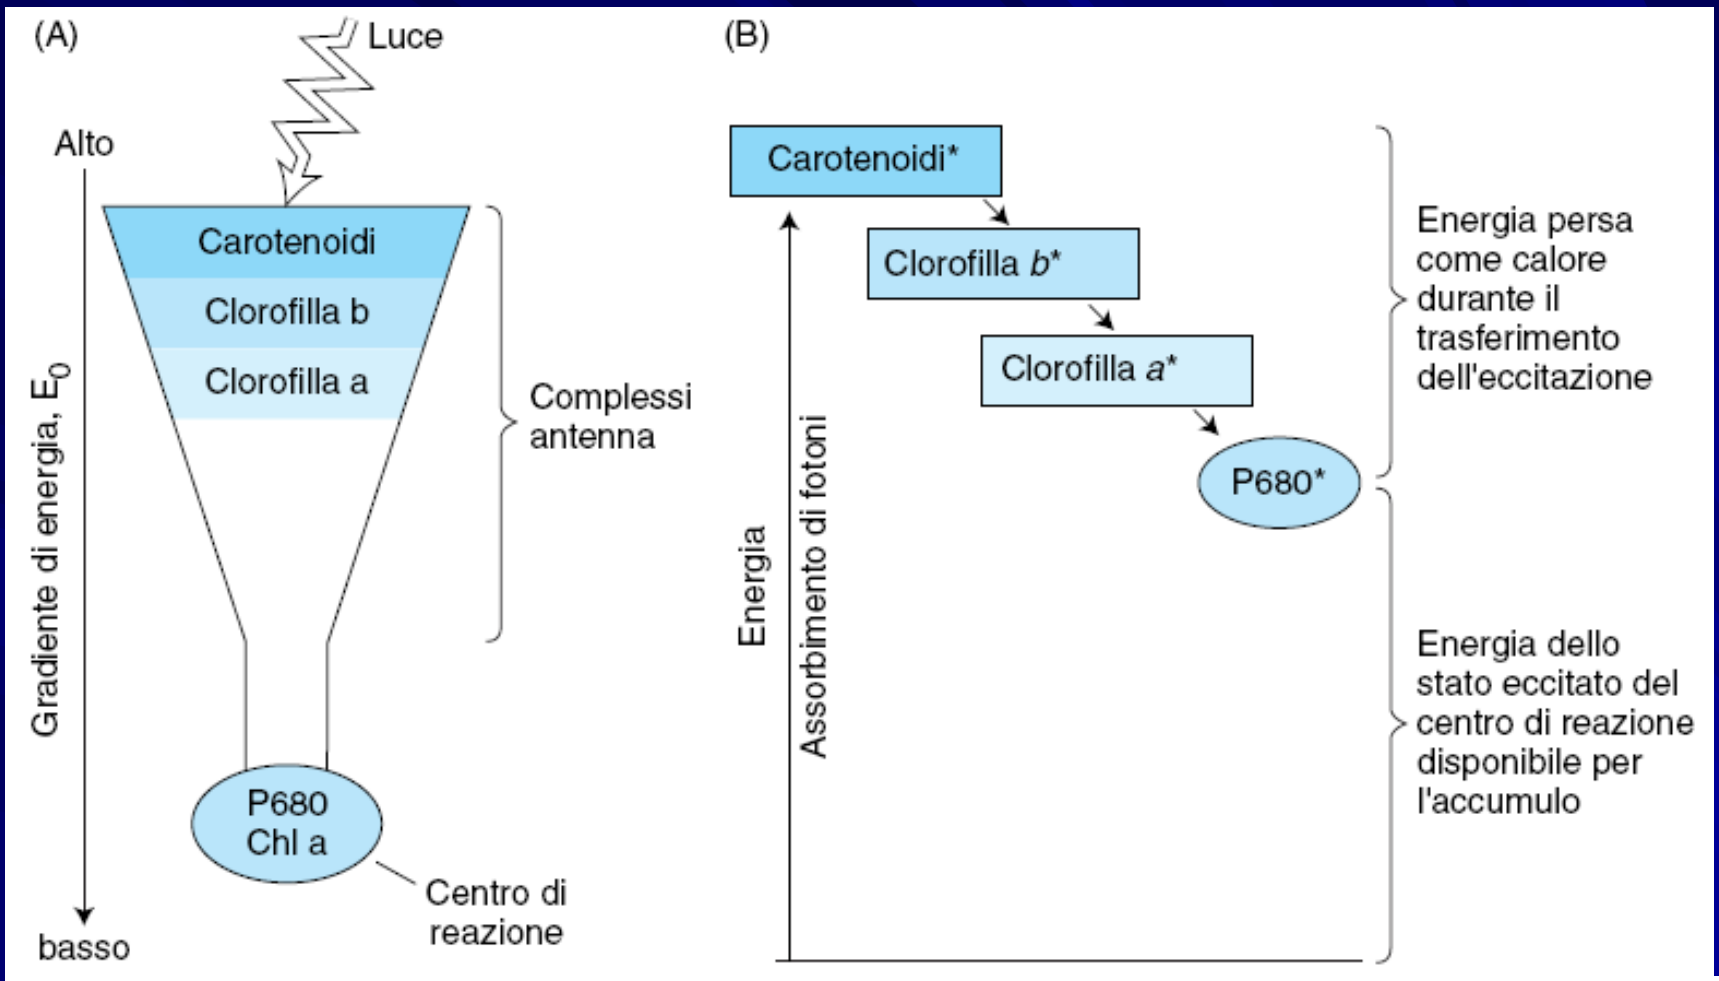 (A)
Luce
Alto
Carotenoidi
Clorofilla b
Clorofilla a
Gradiente di energia, E0
Complessi
antenna
P680
Chl a
Centro di
reazione
basso
(B)
Carotenoidi*
Clorofilla b*
Clorofilla a*
P680*
Energia
Assorbimento di fotoni
Energia persa
come calore
durante il
trasferimento
dell'eccitazione
Energia dello
stato eccitato del
centro di reazione
disponibile per
l'accumulo